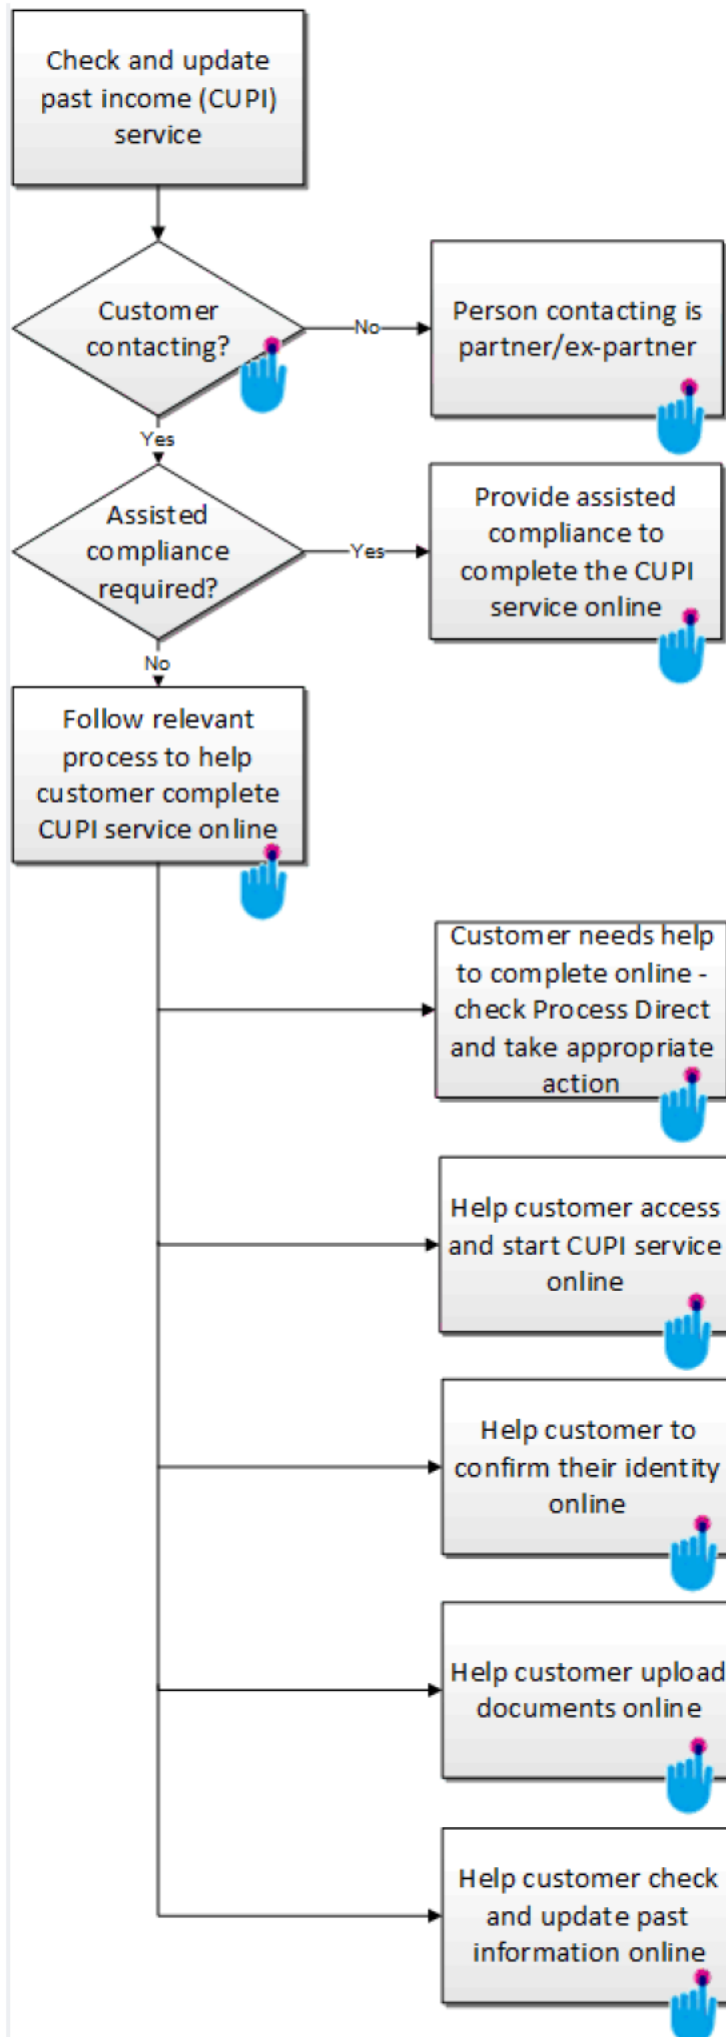 Check and update
past income (CUPI)
service
Customer
contacting?
No
Person contacting is
partner/ex-partner
Yes
Assisted
compliance
required?
Yes
Provide assisted
compliance to
complete the CUPI
service online
No
Follow relevant
process to help
customer complete
CUPI service online
Customer needs help
to complete online -
check Process Direct
and take appropriate
action
Help customer access
and start CUPI service
online
Help customer to
confirm their identity
online
Help customer upload
documents online
Help customer check
and update past
information online